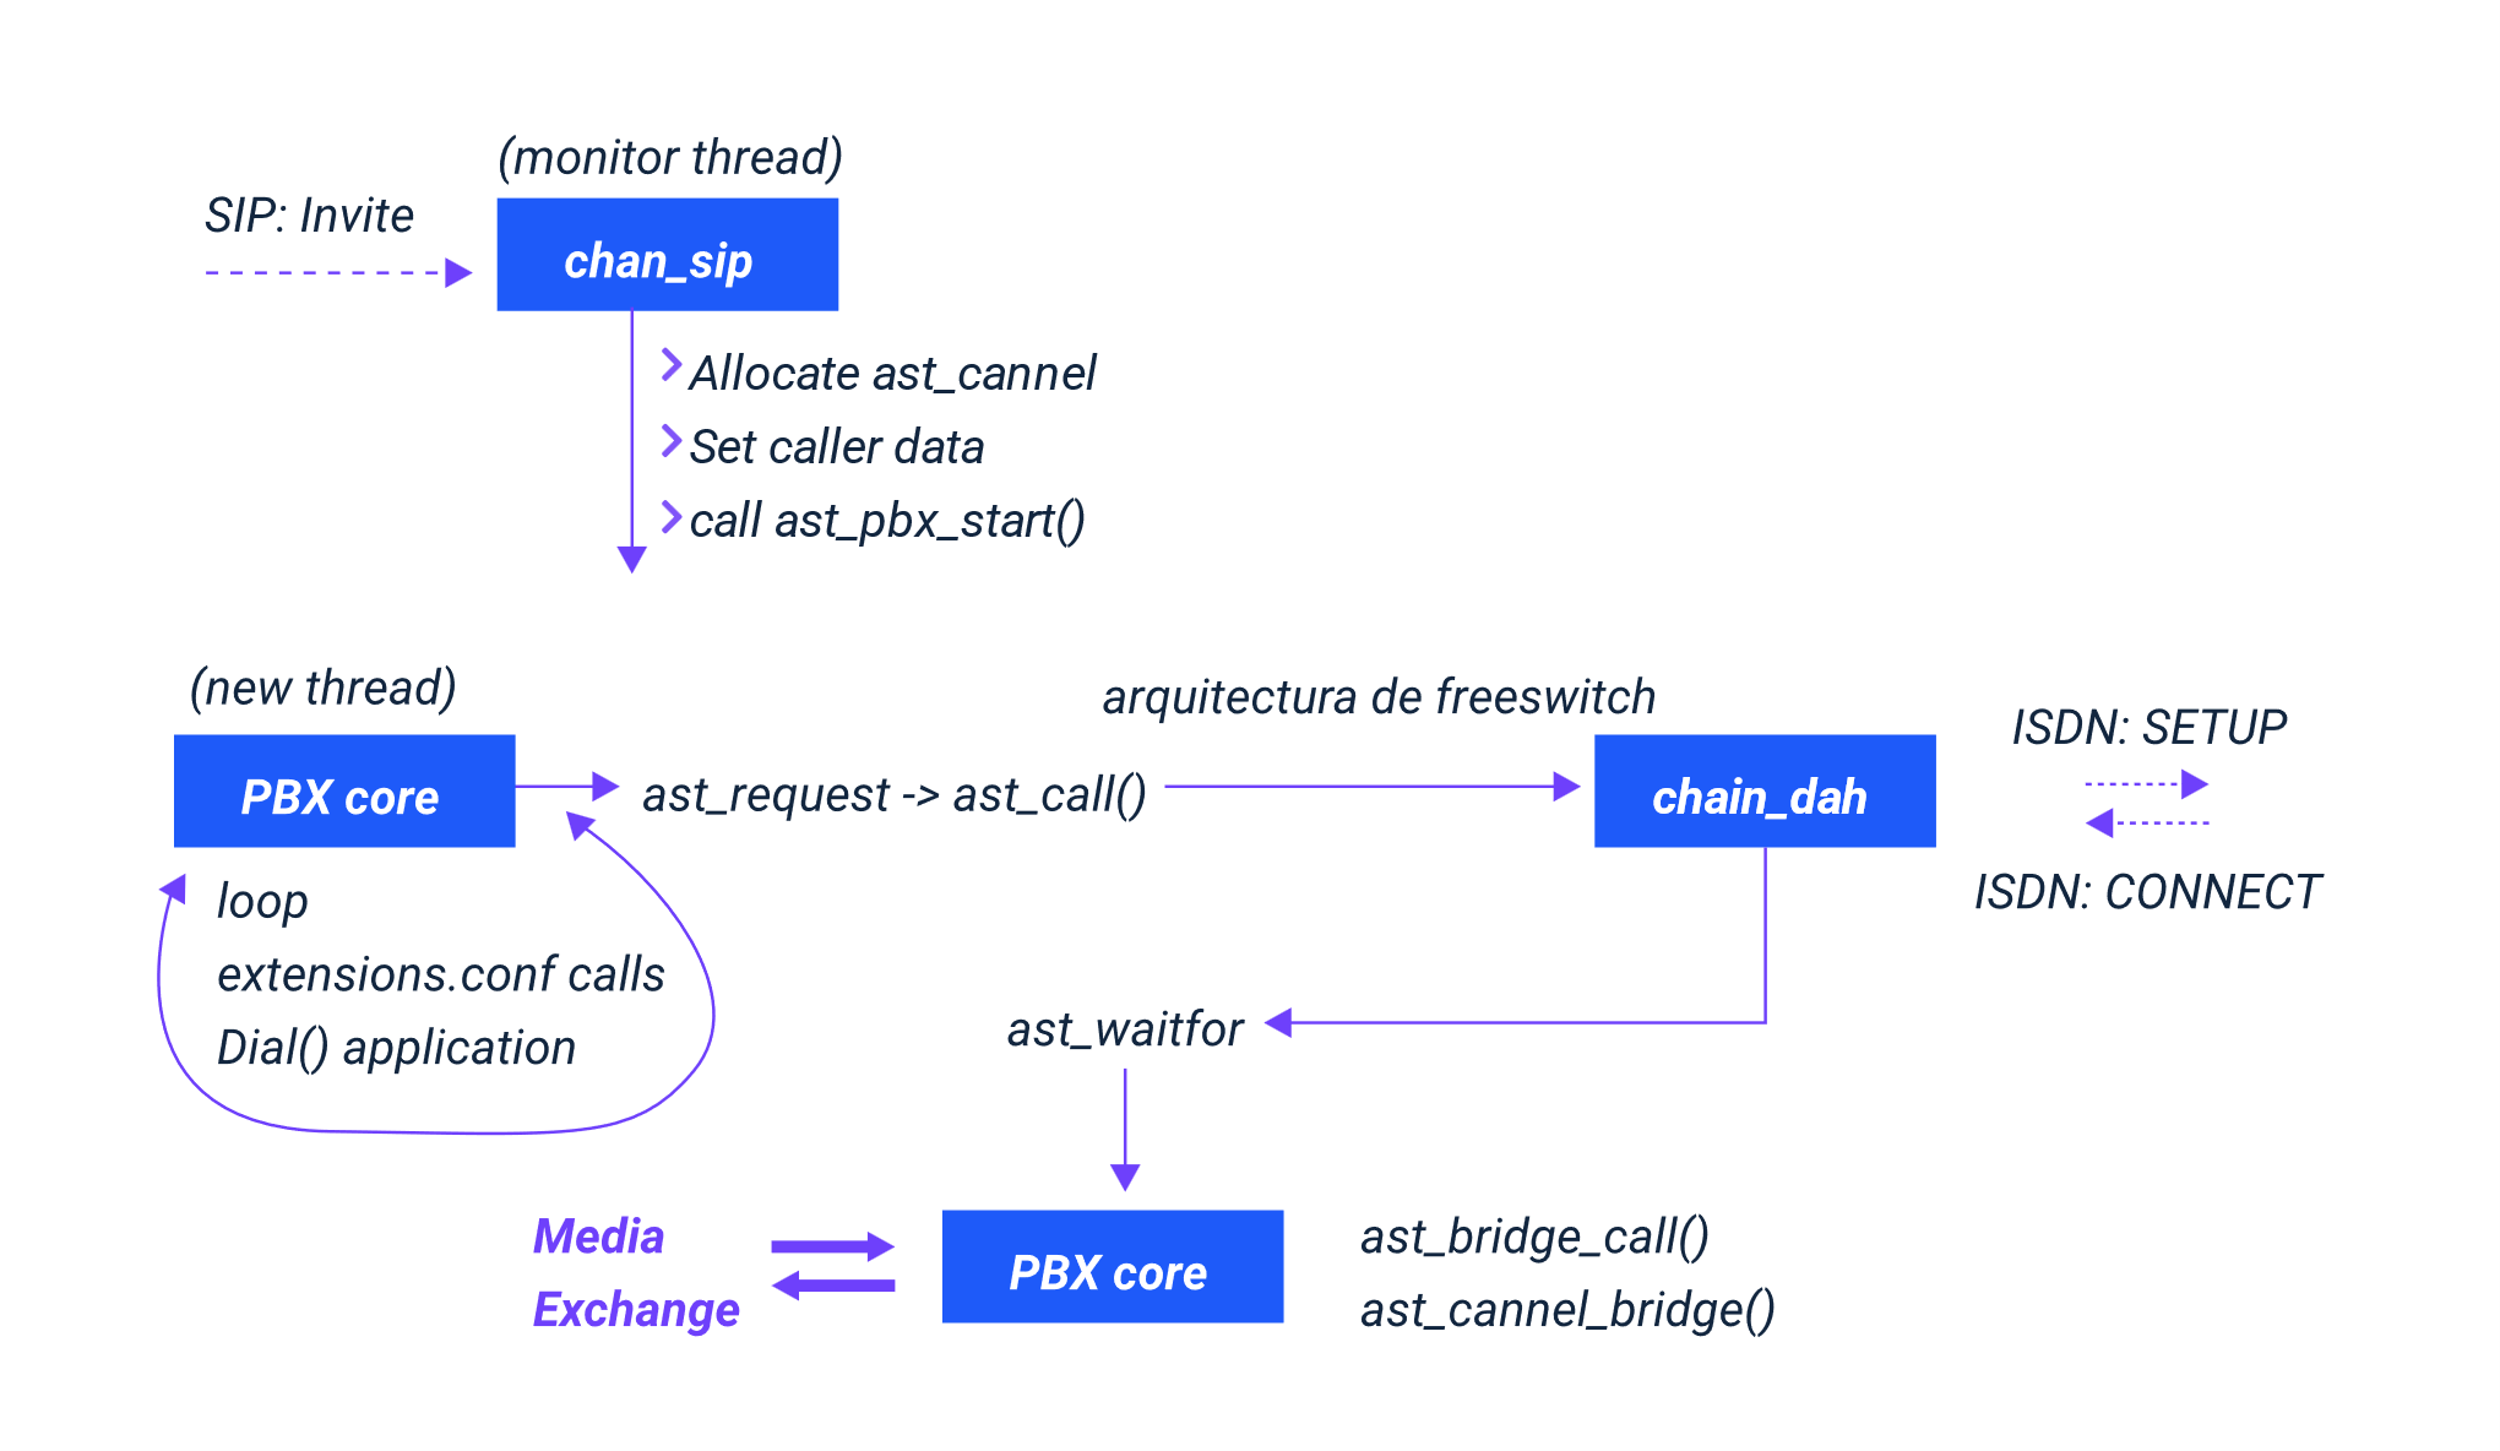 (monitor thread)
SIP: Invite
chan_sip
Allocate ast_cannel
Set caller data
call ast_pbx_start()
(new thread)
arquitectura de freeswitch
ISDN: SETUP
PBX core
ast_request -> ast_call()
chain_dah
ISDN: CONNECT
loop
extensions.conf calls
Dial() application
ast_waitfor
Media
Exchange
PBX core
ast_bridge_call()
ast_cannel_bridge()